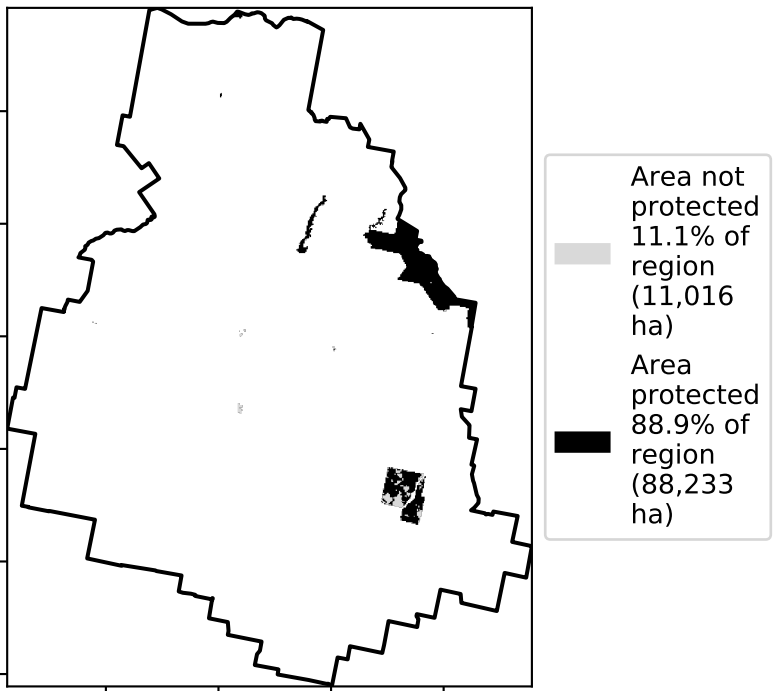 Area not
protected
11.1% of
region
(11,016
ha)
Area
protected
88.9% of
region
(88,233
ha)